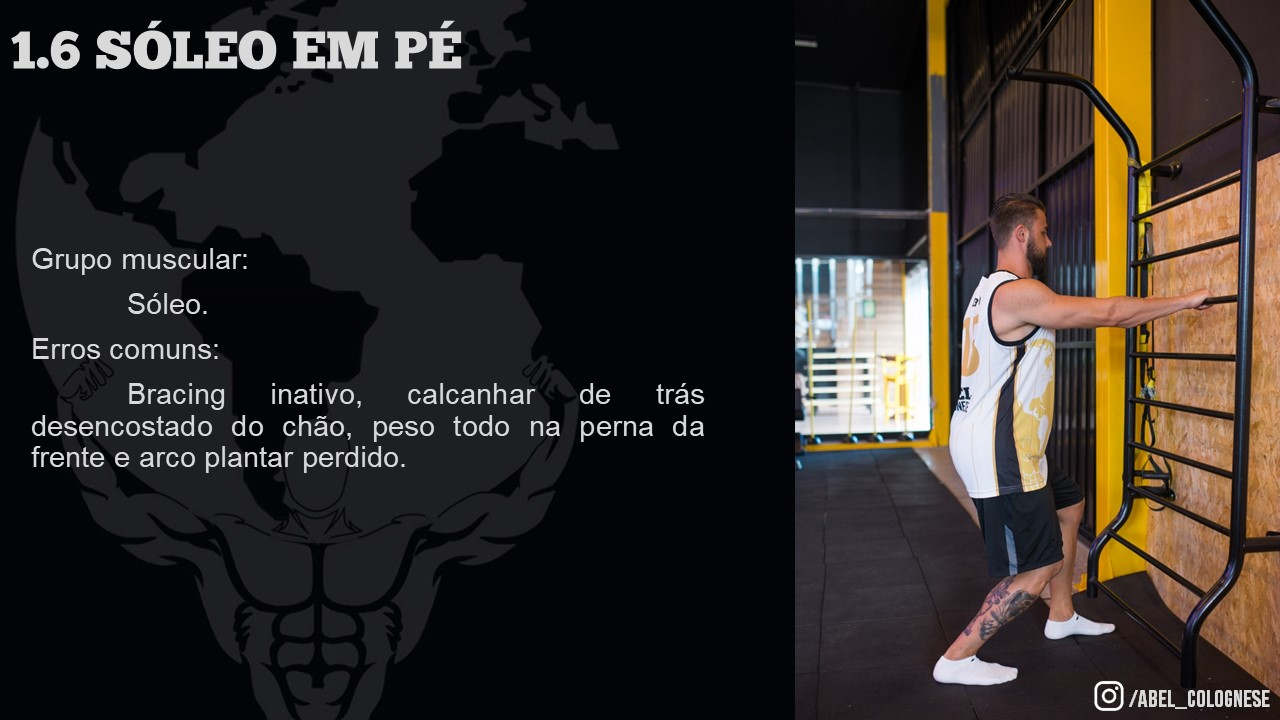 1.6 SÓLEO EM PÉ
Grupo muscular:
Sóleo.
Erros comuns:
Bracing inativo, calcanhar de trás
desencostado do chão, peso todo na perna da
frente e arco plantar perdido.
/ABEL_COLOGNESE